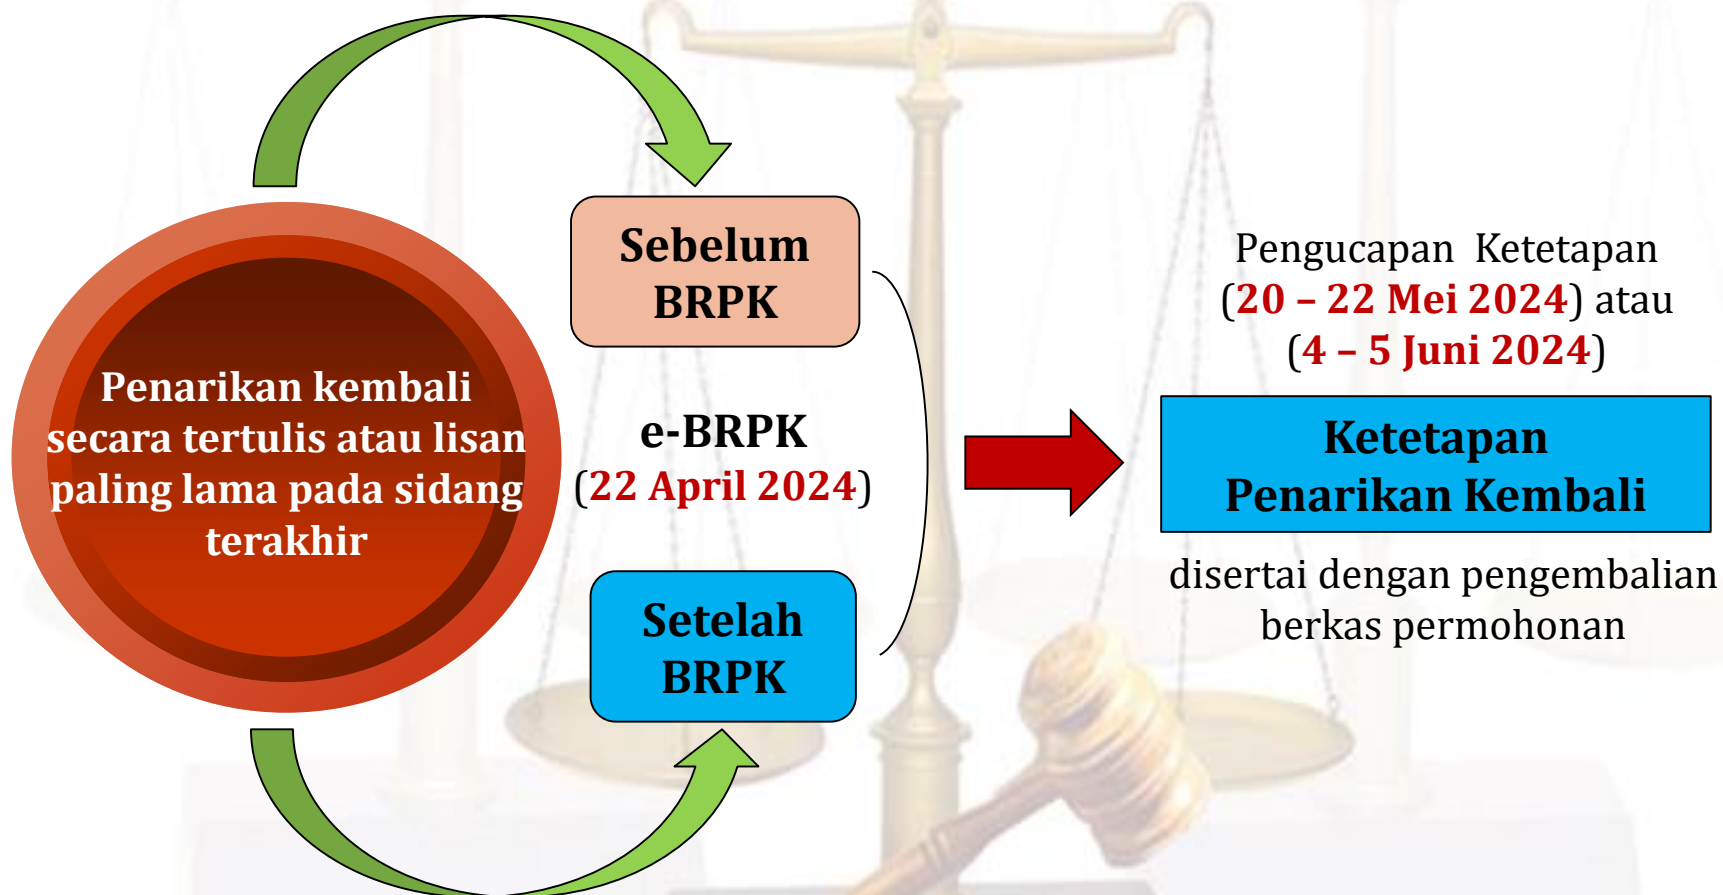 Penarikan kembali
secara tertulis atau lisan
paling lama pada sidang
terakhir
Sebelum
BRPK
e-BRPK
(22 April 2024)
Setelah
BRPK
Pengucapan Ketetapan
(20 – 22 Mei 2024) atau
(4 – 5 Juni 2024)
Ketetapan
Penarikan Kembali
disertai dengan pengembalian
berkas permohonan